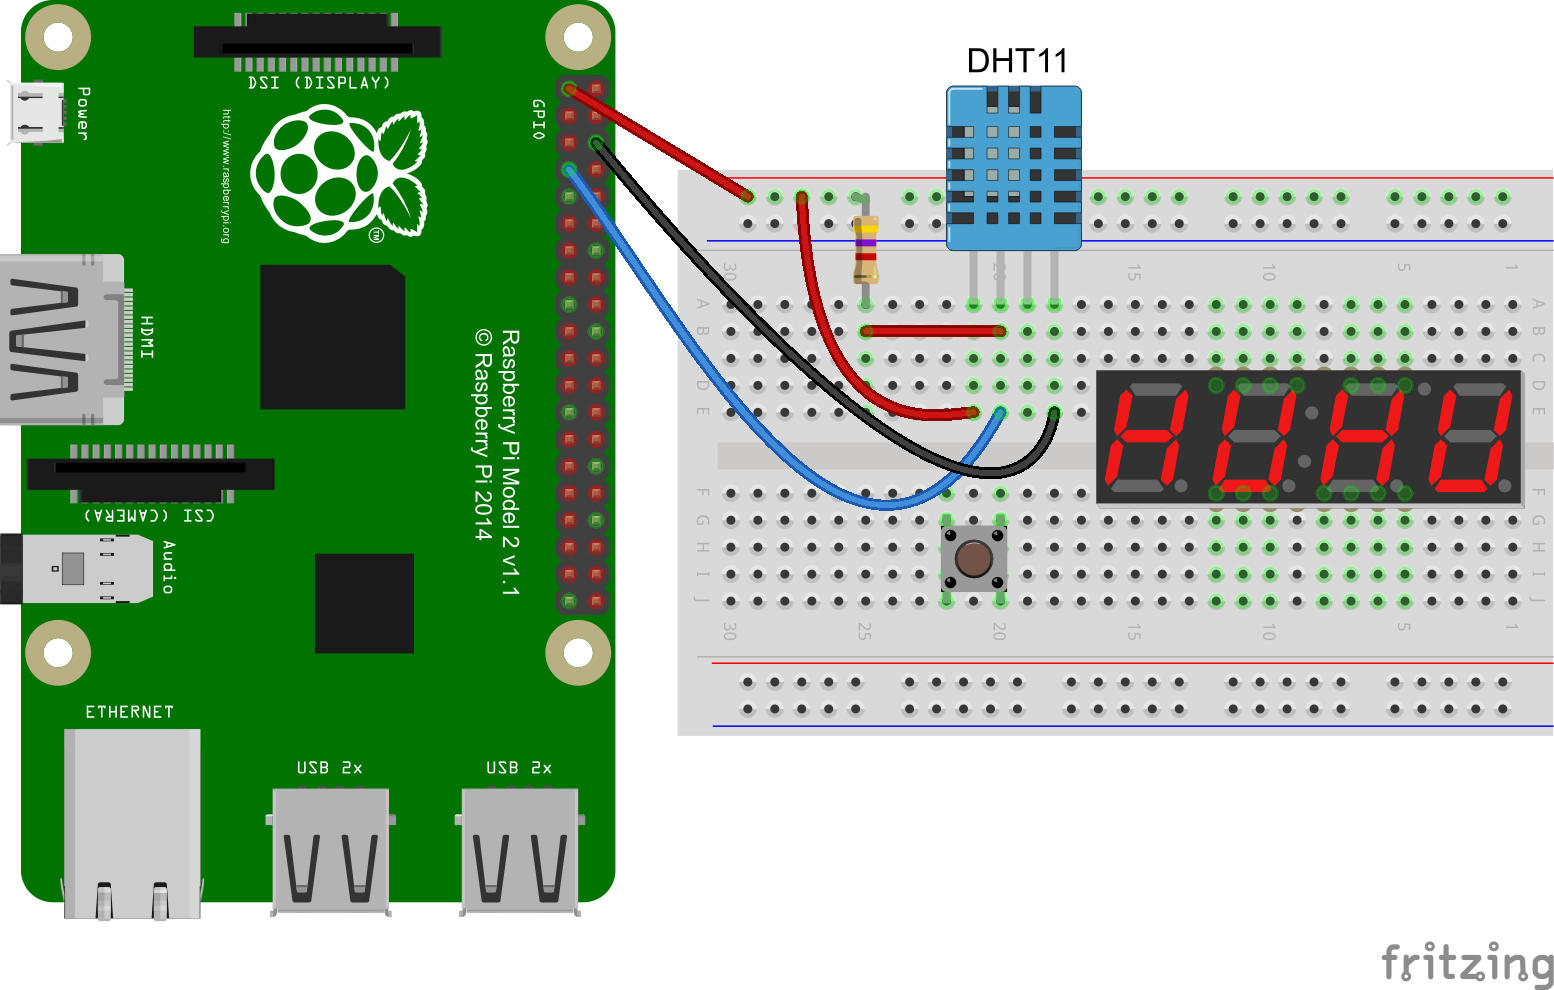 DSI (DISPLAY)
Power
http://www.raspberrypi.org
GPIO
TM
HDMI
Raspberry Pi Model 2 v1.1
© Raspberry Pi 2014
CSI (CAMERA)
Audio
ETHERNET
USB 2x
USB 2x
DHT11
30 20 15 10 5 1
A A
B B
C C
D D
E E
F F
G G
H H
I I
J J
30 25 20 15 10 5 1
fritzing